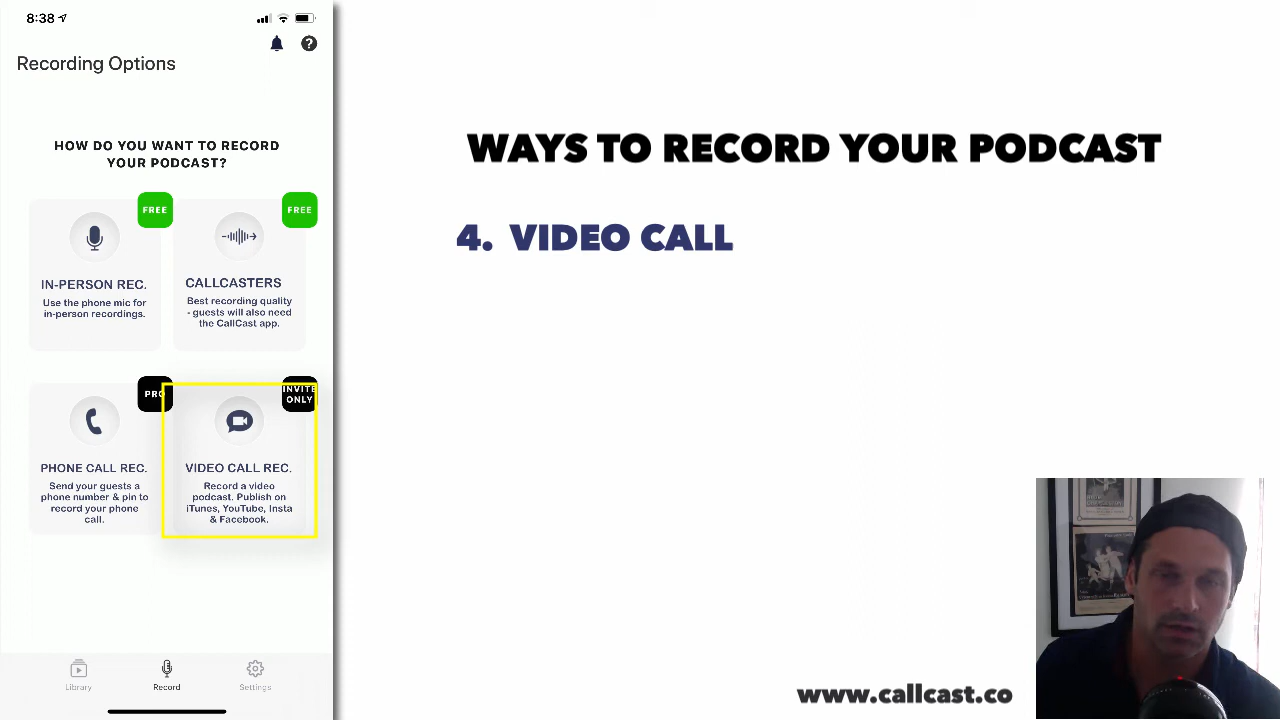 8:38
Recording Options
HOW DO YOU WANT TO RECORD
YOUR PODCAST?
FREE
FREE
IN-PERSON REC.
Use the phone mic for
in-person recordings.
CALLCASTERS
Best recording quality
- guests will also need
the CallCast app.
PRO
INVITE
ONLY
PHONE CALL REC.
Send your guests a
phone number & pin to
record your phone
call.
VIDEO CALL REC.
Record a video
podcast. Publish on
iTunes, YouTube, Insta
& Facebook.
Library
Record
Settings
WAYS TO RECORD YOUR PODCAST
4. VIDEO CALL
www.callcast.co